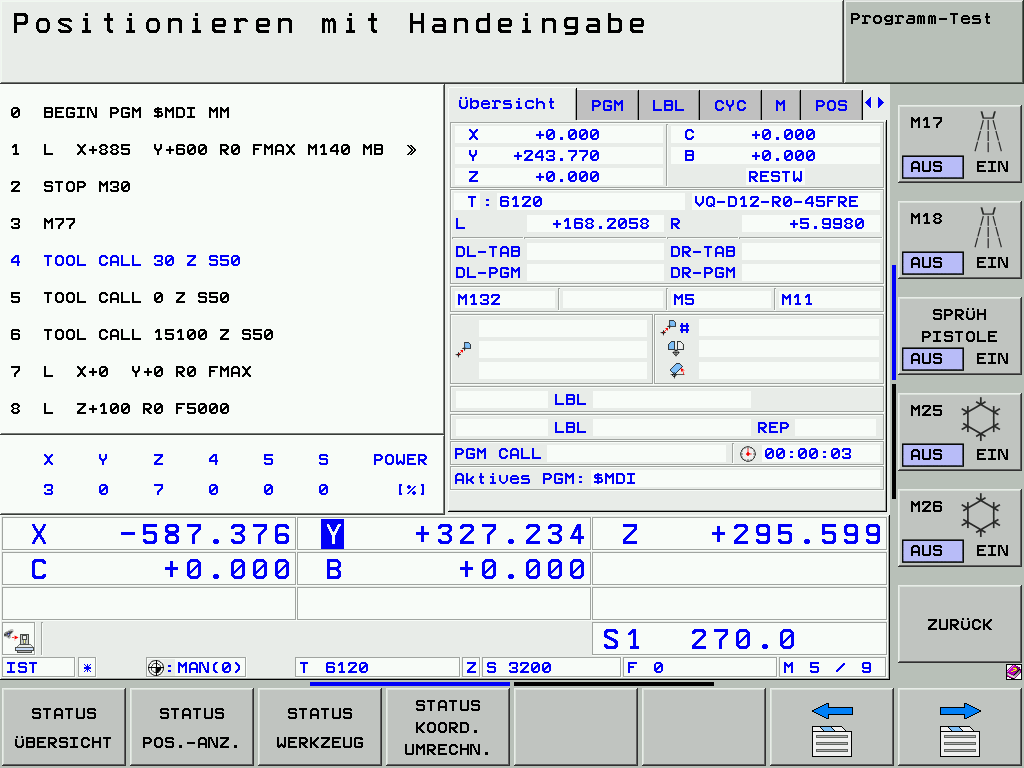 Positionieren mit Handeingabe
Programm-Test
0 BEGIN PGM $MDI MM
1 L X+885 Y+600 R0 FMAX M140 MB »
2 STOP M30
3 M77
4 TOOL CALL 30 Z S50
5 TOOL CALL 0 Z S50
6 TOOL CALL 15100 Z S50
7 L X+0 Y+0 R0 FMAX
8 L Z+100 R0 F5000
X Y Z 4 5 S POWER
3 0 7 0 0 0 [%]
Übersicht PGM LBL CYC M POS
X +0.000 C +0.000
Y +243.770 B +0.000
Z +0.000 RESTW
T : 6120 VQ-D12-R0-45FRE
L +168.2058 R +5.9980
DL-TAB DR-TAB
DL-PGM DR-PGM
M132 M5 M11
#
LBL
LBL REP
PGM CALL 00:00:03
Aktives PGM: $MDI
X -587.376 Y +327.234 Z +295.599
C +0.000 B +0.000
S1 270.0
IST * :MAN(0) T 6120 Z S 3200 F 0 M 5 / 9
M17
AUS EIN
M18
AUS EIN
SPRÜH
PISTOLE
AUS EIN
M25
AUS EIN
M26
AUS EIN
ZURÜCK
STATUS
ÜBERSICHT
STATUS
POS.-ANZ.
STATUS
WERKZEUG
STATUS
KOORD.
UMRECHN.